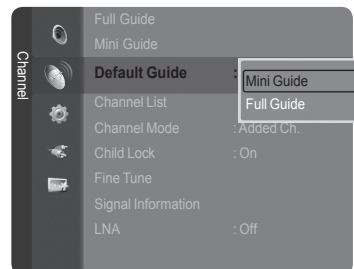 Channel
Full Guide
Mini Guide
Default Guide :
Mini Guide
Full Guide
Channel List
Channel Mode : Added Ch.
Child Lock : On
Fine Tune
Signal Information
LNA : Off